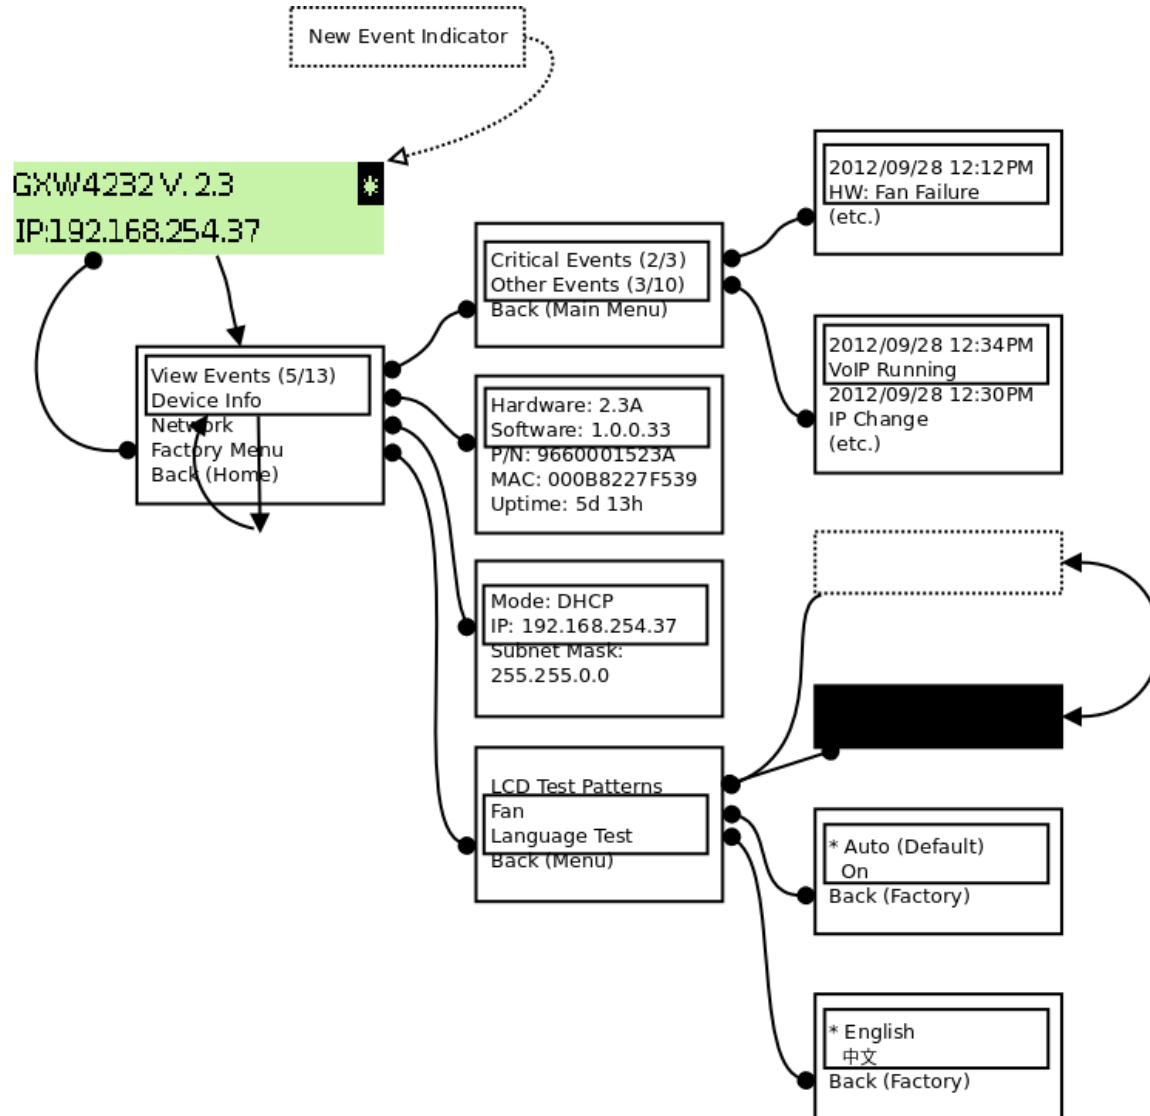 New Event Indicator
GXW4232 V. 2.3 *
IP:192.168.254.37
View Events (5/13)
Device Info
Network
Factory Menu
Back (Home)
Critical Events (2/3)
Other Events (3/10)
Back (Main Menu)
2012/09/28 12:12PM
HW: Fan Failure
(etc.)
2012/09/28 12:34PM
VoIP Running
2012/09/28 12:30PM
IP Change
(etc.)
Hardware: 2.3A
Software: 1.0.0.33
P/N: 9660001523A
MAC: 000B8227F539
Uptime: 5d 13h
Mode: DHCP
IP: 192.168.254.37
Subnet Mask:
255.255.0.0
LCD Test Patterns
Fan
Language Test
Back (Menu)
* Auto (Default)
On
Back (Factory)
* English
中文
Back (Factory)